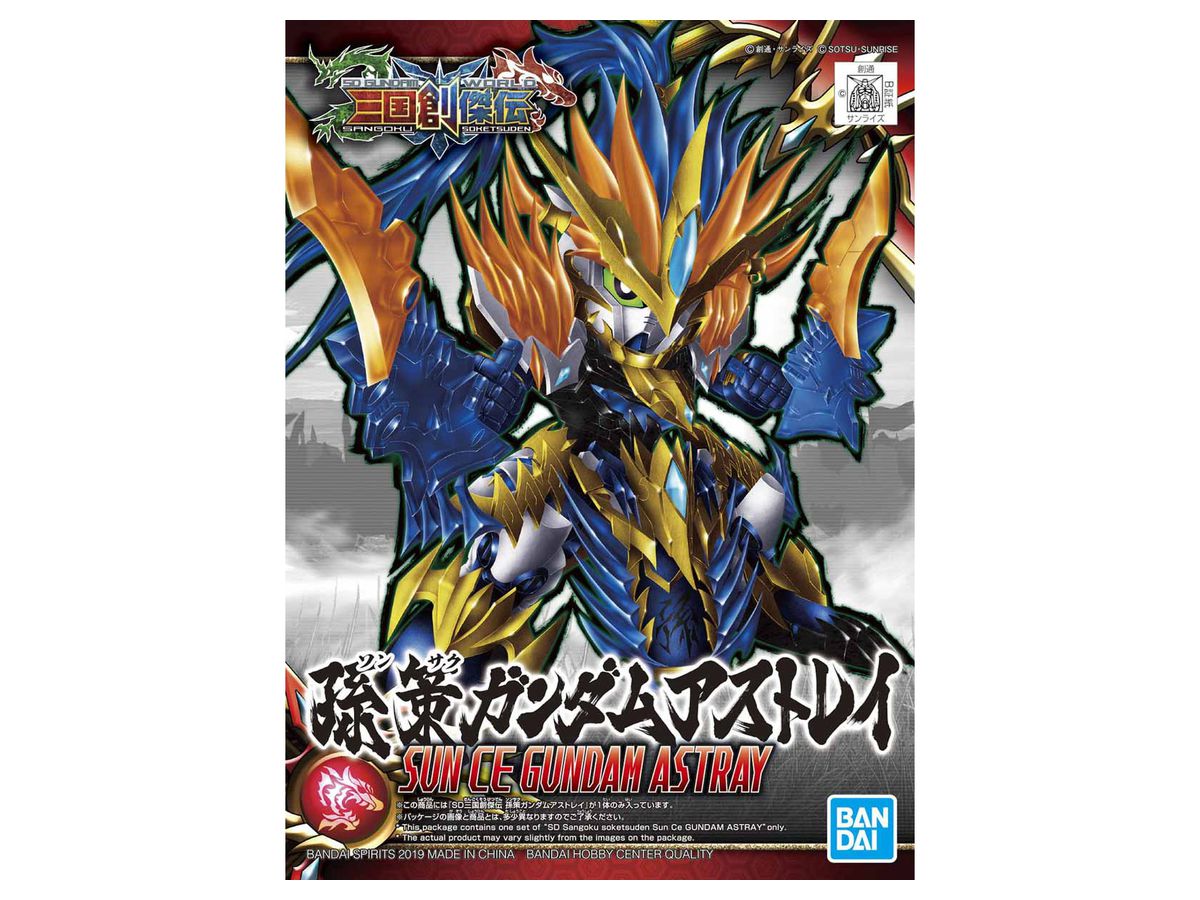 ©創通・サンライズ ©SOTSU・SUNRISE
創通
©
サンライズ
B証紙
SD GUNDAM WORLD
三国創傑伝
SANGOKU SOKETSUDEN
ソン サク
孫策ガンダムアストレイ
SUN CE GUNDAM ASTRAY
※この商品には「SD三国創傑伝 孫策ガンダムアストレイ」が1体のみ入っています。
※パッケージの画像と商品とは、多少異なりますのでご了承ください。
* This package contains one set of "SD Sangoku soketsuden Sun Ce GUNDAM ASTRAY" only.
* The actual product may vary slightly from the images on the package.
BANDAI SPIRITS 2019 MADE IN CHINA BANDAI HOBBY CENTER QUALITY
BAN
DAI